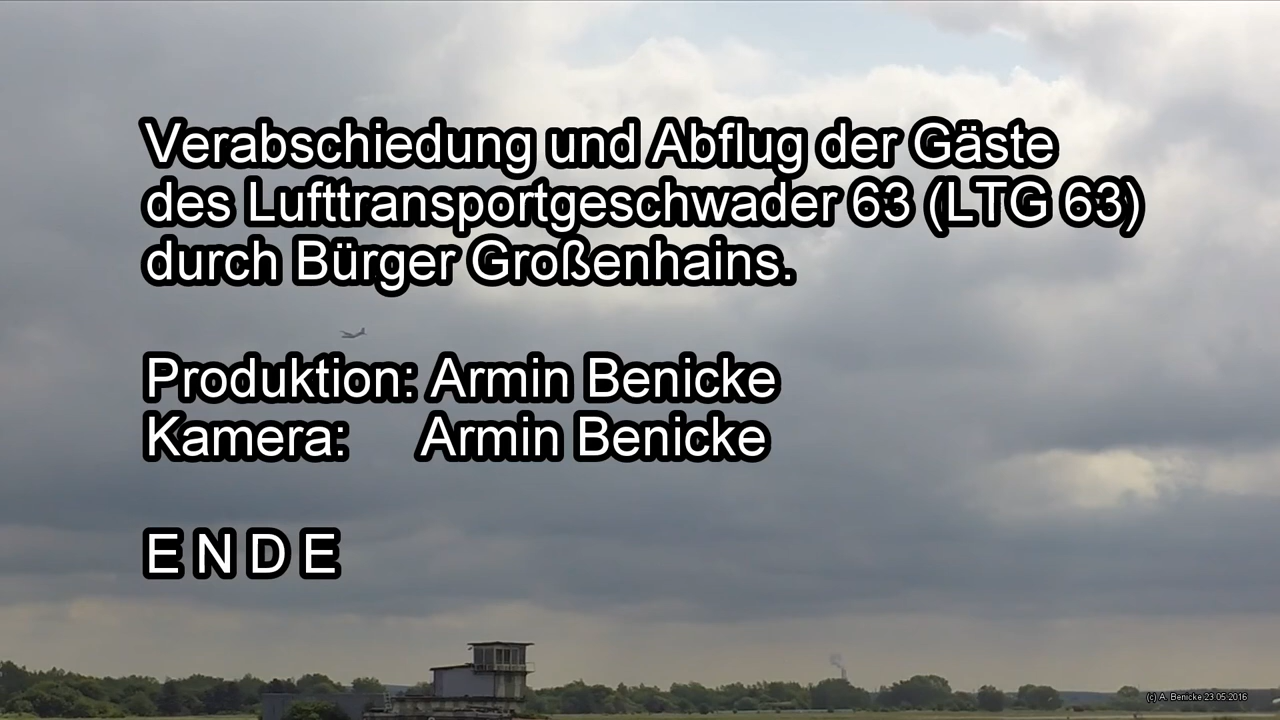 Verabschiedung und Abflug der Gäste
des Lufttransportgeschwader 63 (LTG 63)
durch Bürger Großenhains.
Produktion: Armin Benicke
Kamera: Armin Benicke
E N D E
(c) A. Benicke 23.05.2016